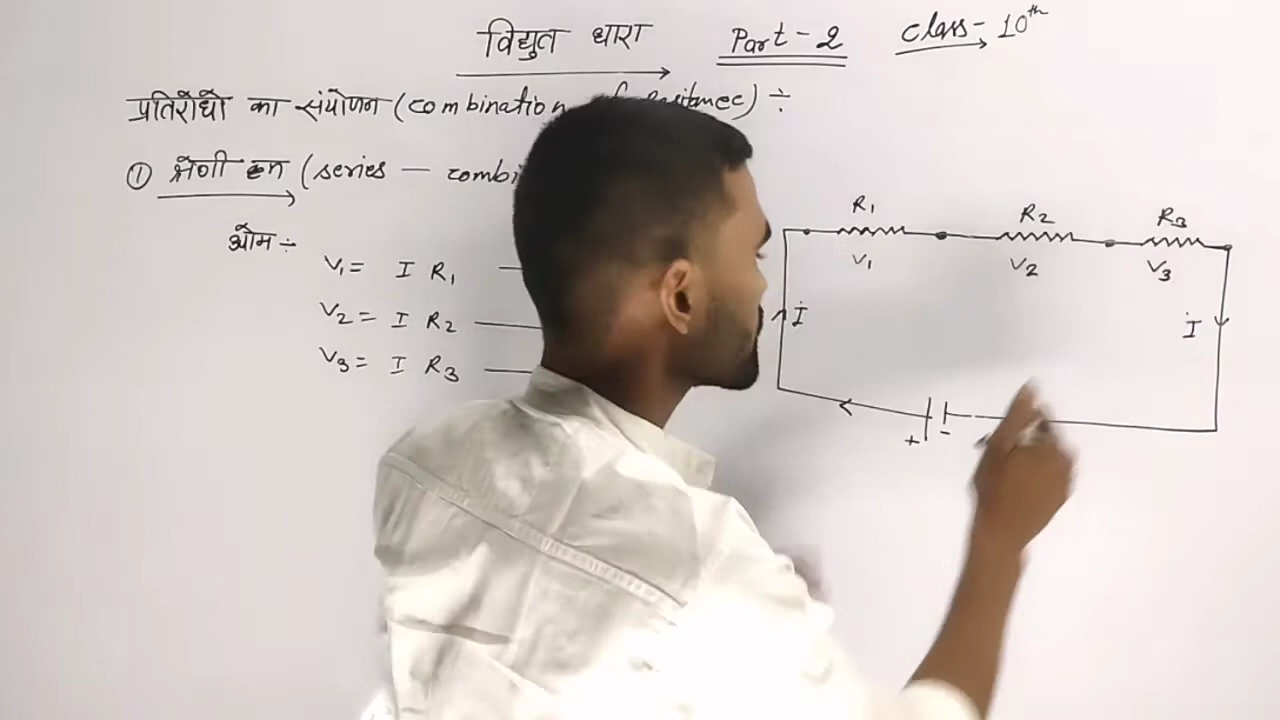 विद्युत धारा Part - 2 class - 10th
प्रतिरोधो का संयोजन (combination
① श्रेणी (series — combi
ओम ÷
V1 = I R1
V2 = I R2
V3 = I R3
R1 R2 R3
V1 V2 V3
I I
+ -